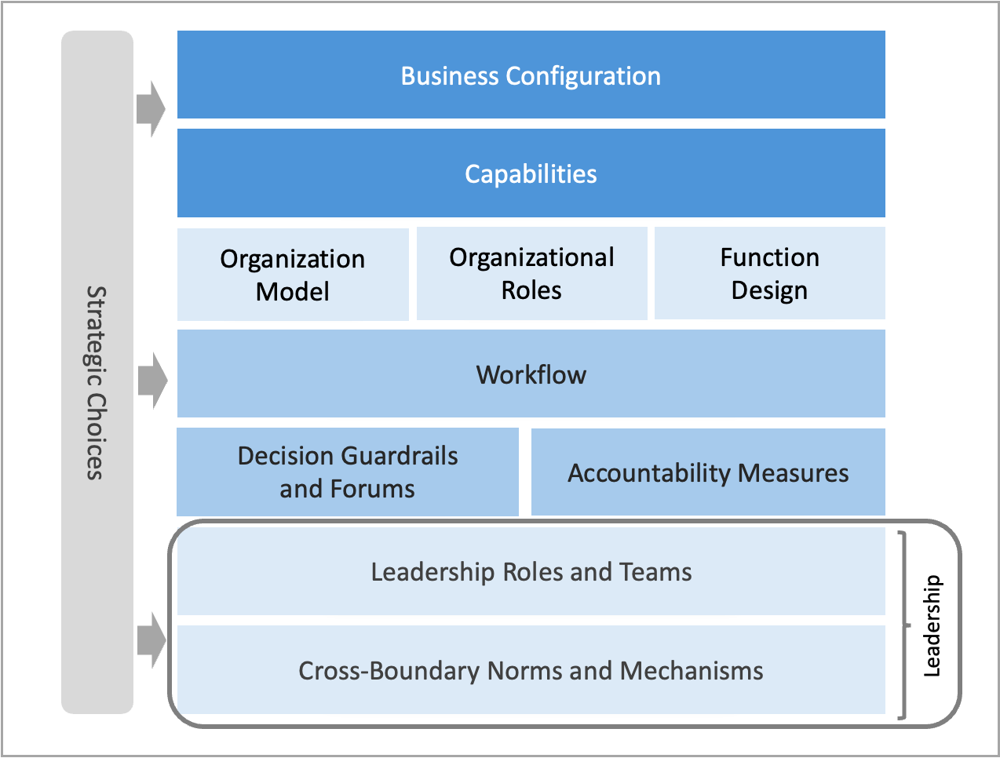 Strategic Choices
Business Configuration
Capabilities
Organization
Model
Organizational
Roles
Function
Design
Workflow
Decision Guardrails
and Forums
Accountability Measures
Leadership Roles and Teams
Cross-Boundary Norms and Mechanisms
Leadership